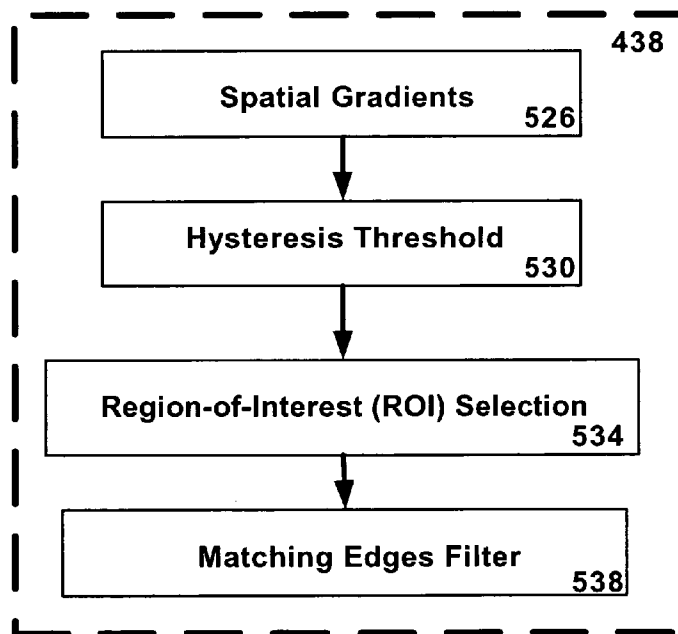 438
Spatial Gradients
526
Hysteresis Threshold
530
Region-of-Interest (ROI) Selection
534
Matching Edges Filter
538